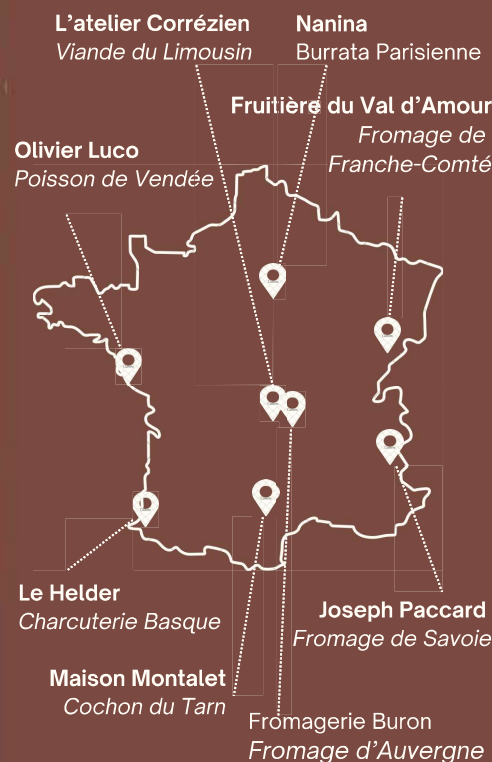 L'atelier Corrézien
Viande du Limousin
Nanina
Burrata Parisienne
Fruitière du Val d'Amour
Fromage de
Franche-Comté
Olivier Luco
Poisson de Vendée
Le Helder
Charcuterie Basque
Joseph Paccard
Fromage de Savoie
Maison Montalet
Cochon du Tarn
Fromagerie Buron
Fromage d'Auvergne